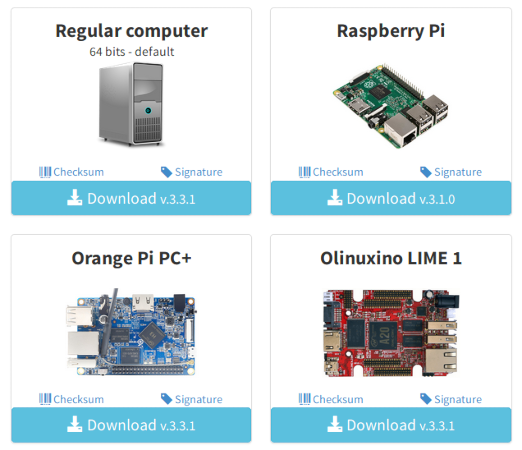 Regular computer
64 bits - default
Checksum Signature
Download v.3.3.1
Raspberry Pi
Checksum Signature
Download v.3.1.0
Orange Pi PC+
Checksum Signature
Download v.3.3.1
Olinuxino LIME 1
A20
Checksum Signature
Download v.3.3.1